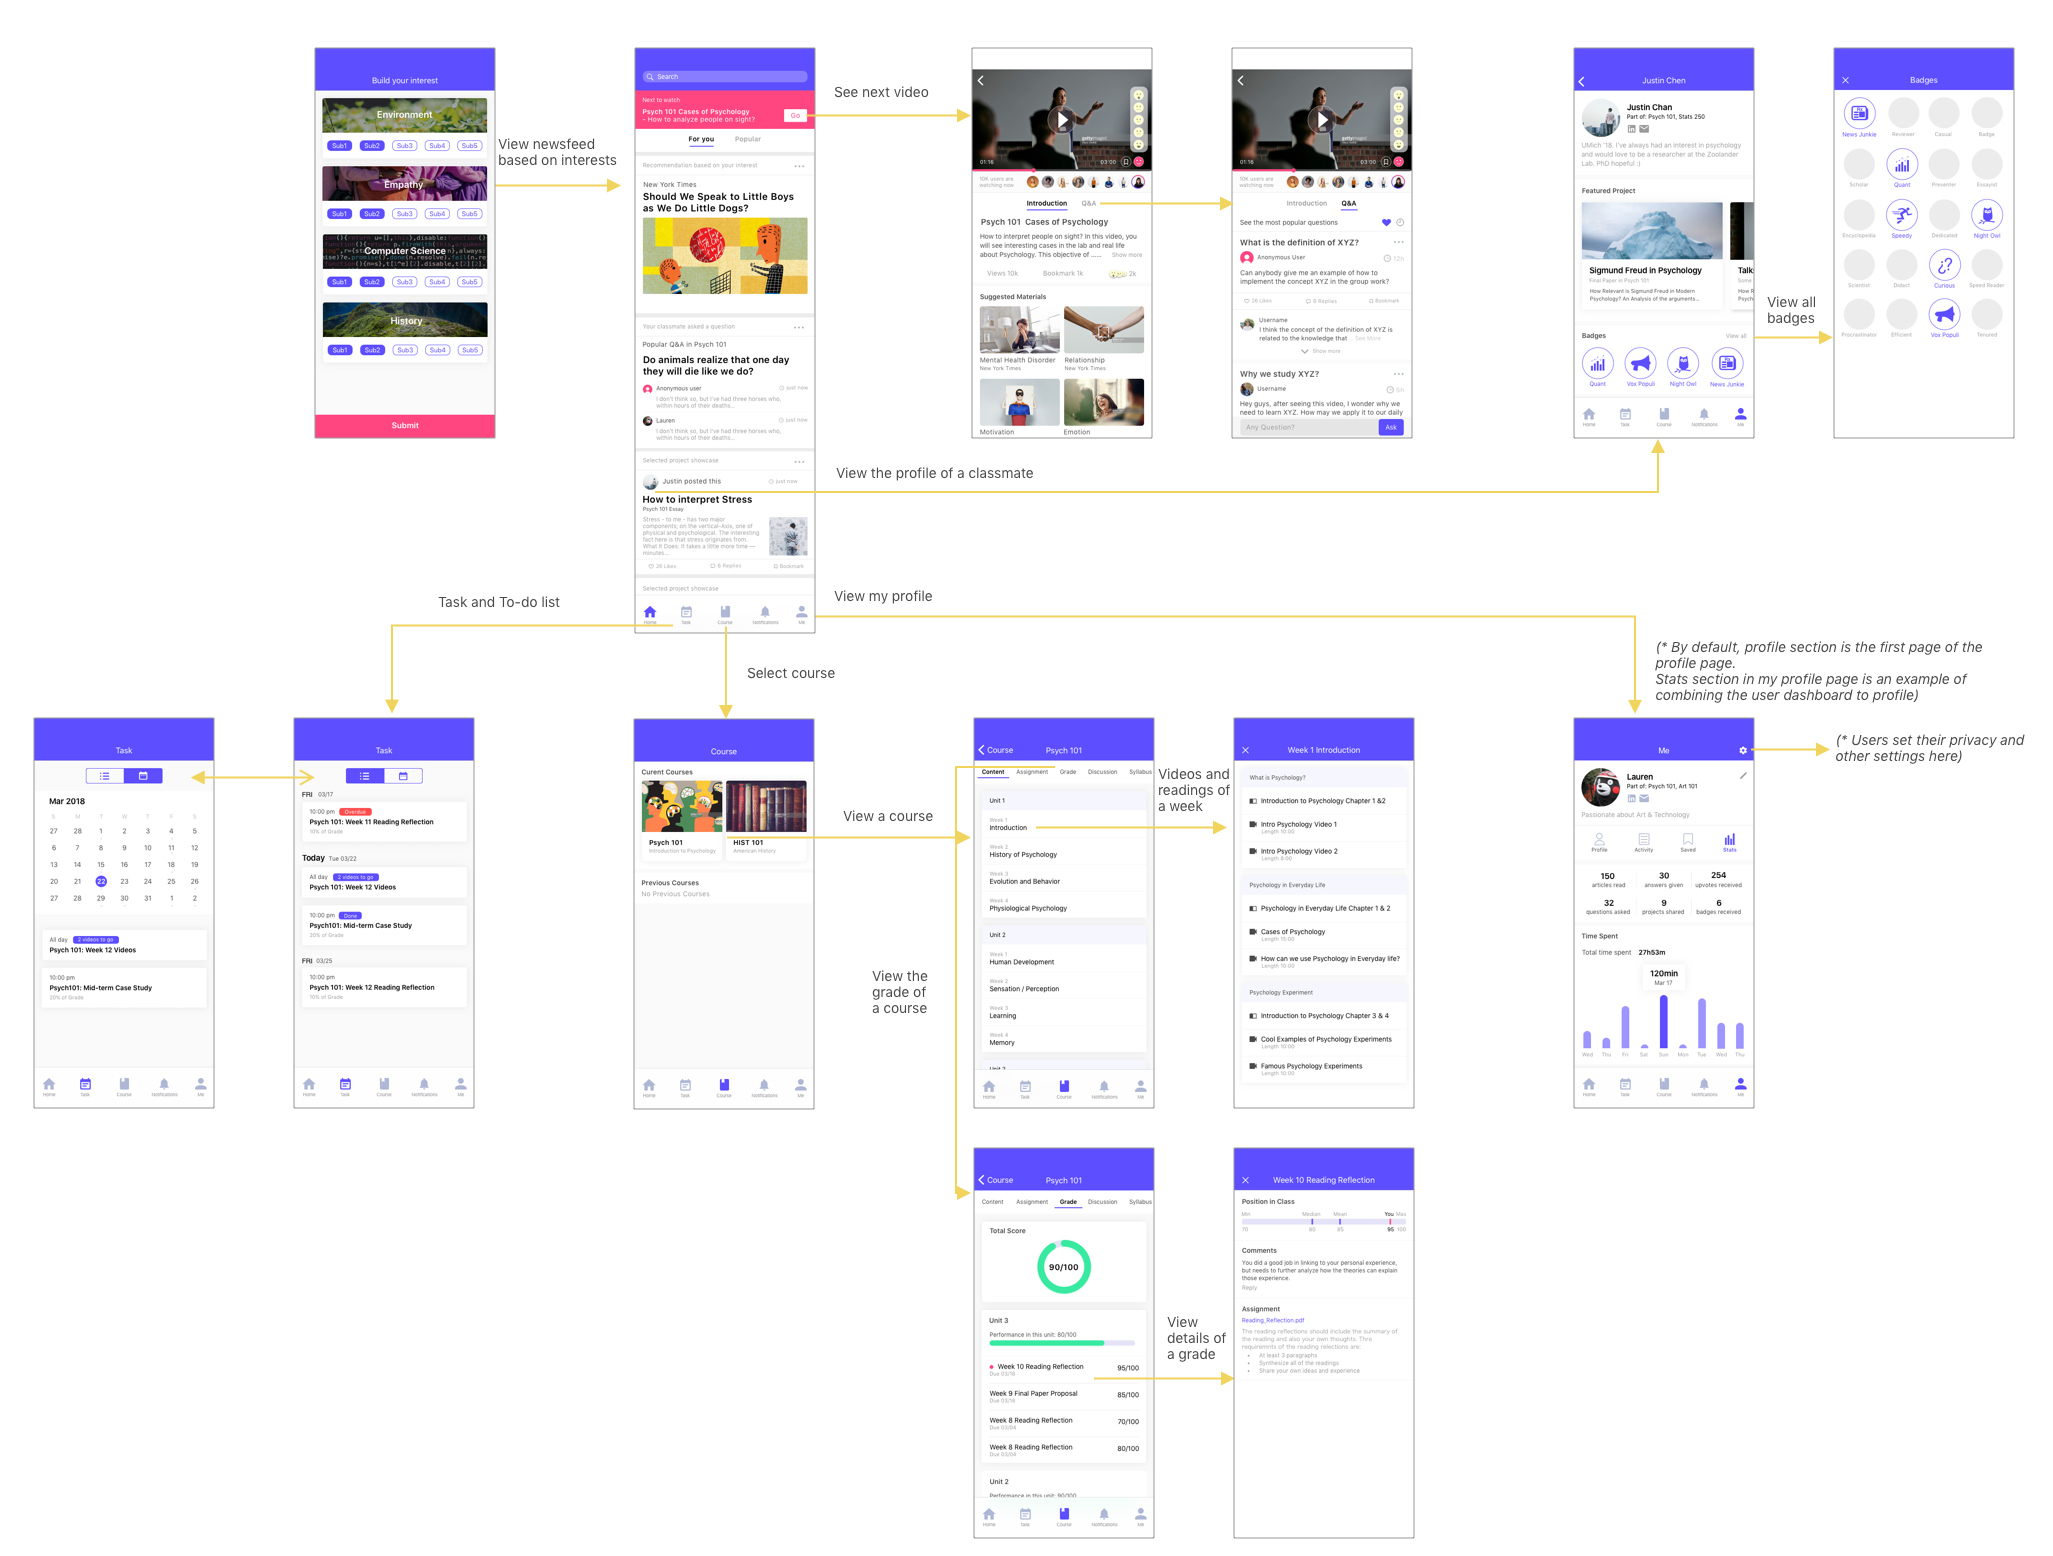 Build your interest
Environment
Sub1 Sub2 Sub3 Sub4 Sub5
Empathy
Sub1 Sub2 Sub3 Sub4 Sub5
Computer Science
Sub1 Sub2 Sub3 Sub4 Sub5
History
Sub1 Sub2 Sub3 Sub4 Sub5
Submit
View newsfeed
based on interests
Search
Next to watch
Psych 101 Cases of Psychology
- How to analyze people on sight?
Go
For you Popular
Recommendation based on your interest
New York Times
Should We Speak to Little Boys
as We Do Little Dogs?
Your classmate asked a question
Popular Q&A in Psych 101
Do animals realize that one day
they will die like we do?
Anonymous user just now
I don't think so, but I've had three horses who,
within hours of their deaths...
Lauren just now
I don't think so, but I've had three horses who,
within hours of their deaths...
Selected project showcase
Justin posted this just now
How to interpret Stress
Psych 101 Essay
Stress - to me - has two major
components; on the vertical-Axis, one of
physical and psychological. The interesting
fact here is that stress originates from.
What It Does: It takes a little more time —
minutes...
26 Likes 6 Replies Bookmark
Selected project showcase
Home Task Course Notifications Me
See next video
01:16 03:00
10K users are
watching now
Introduction Q&A
Psych 101 Cases of Psychology
How to interpret people on sight? In this video, you
will see interesting cases in the lab and real life
about Psychology. This objective of ...... Show more
Views 10k Bookmark 1k 2k
Suggested Materials
Mental Health Disorder
New York Times
Relationship
New York Times
Motivation Emotion
01:16 03:00
10K users are
watching now
Introduction Q&A
See the most popular questions
What is the definition of XYZ?
Anonymous User 12h
Can anybody give me an example of how to
implement the concept XYZ in the group work?
26 Likes 6 Replies Bookmark
Username
I think the concept of the definition of XYZ is
related to the knowledge that ... See More
Show more
Why we study XYZ?
Username 5h
Hey guys, after seeing this video, I wonder why we
need to learn XYZ. How may we apply it to our daily
Any Question? Ask
View the profile of a classmate
Justin Chen
Justin Chan
Part of: Psych 101, Stats 250
UMich '18. I've always had an interest in psychology
and would love to be a researcher at the Zoolander
Lab. PhD hopeful :)
Featured Project
Sigmund Freud in Psychology
Final Paper in Psych 101
How Relevant is Sigmund Freud in Modern
Psychology? An Analysis of the arguments...
Talk
Some
How R
Psych
Badges View all
Quant Vox Populi Night Owl News Junkie
Home Task Course Notifications Me
View all
badges
Badges
News Junkie Reviewer Casual Badge
Scholar Quant Presenter Essayist
Encyclopedia Speedy Dedicated Night Owl
Scientist Didact Curious Speed Reader
Procrastinator Efficient Vox Populi Tenured
Task and To-do list
View my profile
Select course
(* By default, profile section is the first page of the
profile page.
Stats section in my profile page is an example of
combining the user dashboard to profile)
(* Users set their privacy and
other settings here)
Task
Mar 2018
S M T W T F S
27 28 1 2 3 4 5
6 7 8 9 10 11 12
13 14 15 16 17 18 19
20 21 22 23 24 25 26
27 28 29 30 31 1 2
All day 2 videos to go
Psych 101: Week 12 Videos
10:00 pm
Psych101: Mid-term Case Study
20% of Grade
Home Task Course Notifications Me
Task
FRI 03/17
10:00 pm Overdue
Psych 101: Week 11 Reading Reflection
10% of Grade
Today Tue 03/22
All day 2 videos to go
Psych 101: Week 12 Videos
10:00 pm Done
Psych101: Mid-term Case Study
20% of Grade
FRI 03/25
10:00 pm
Psych 101: Week 12 Reading Reflection
10% of Grade
Home Task Course Notifications Me
Course
Curent Courses
Psych 101
Introduction to Psychology
HIST 101
American History
Previous Courses
No Previous Courses
Home Task Course Notifications Me
View a course
View the
grade of
a course
Course Psych 101
Content Assignment Grade Discussion Syllabus
Unit 1
Week 1
Introduction
Week 2
History of Psychology
Week 3
Evolution and Behavior
Week 4
Physiological Psychology
Unit 2
Week 1
Human Development
Week 2
Sensation / Perception
Week 3
Learning
Week 4
Memory
Home Task Course Notifications Me
Videos and
readings of
a week
Week 1 Introduction
What is Psychology?
Introduction to Psychology Chapter 1 &2
Intro Psychology Video 1
Length 10:00
Intro Psychology Video 2
Length 8:00
Psychology in Everyday Life
Psychology in Everyday Life Chapter 1 & 2
Cases of Psychology
Length 15:00
How can we use Psychology in Everyday life?
Length 10:00
Psychology Experiment
Introduction to Psychology Chapter 3 & 4
Cool Examples of Psychology Experiments
Length 10:00
Famous Psychology Experiments
Length 10:00
Me
Lauren
Part of: Psych 101, Art 101
Passionate about Art & Technology
Profile Activity Saved Stats
150 30 254
articles read answers given upvotes received
32 9 6
questions asked projects shared badges received
Time Spent
Total time spent 27h53m
120min
Mar 17
Wed Thu Fri Sat Sun Mon Tue Wed Thu
Home Task Course Notifications Me
Course Psych 101
Content Assignment Grade Discussion Syllabus
Total Score
90/100
Unit 3
Performance in this unit: 80/100
Week 10 Reading Reflection 95/100
Due 03/18
Week 9 Final Paper Proposal 85/100
Due 03/18
Week 8 Reading Reflection 70/100
Due 03/04
Week 8 Reading Reflection 80/100
Due 03/04
Unit 2
Performance in this unit: 90/100
Home Task Course Notifications Me
View
details of
a grade
Week 10 Reading Reflection
Position in Class
Min Median Mean You Max
70 80 85 95 100
Comments
You did a good job in linking to your personal experience,
but needs to further analyze how the theories can explain
those experience.
Reply
Assignment
Reading_Reflection.pdf
The reading reflections should include the summary of
the reading and also your own thoughts. Thre
requiremnts of the reading relections are:
At least 3 paragraphs
Synthesize all of the readings
Share your own ideas and experience